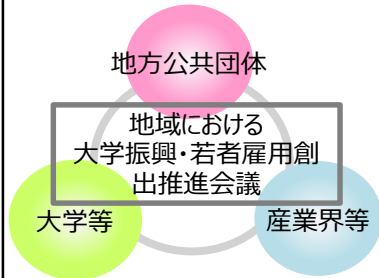 地方公共団体
地域における
大学振興・若者雇用創
出推進会議
大学等
産業界等